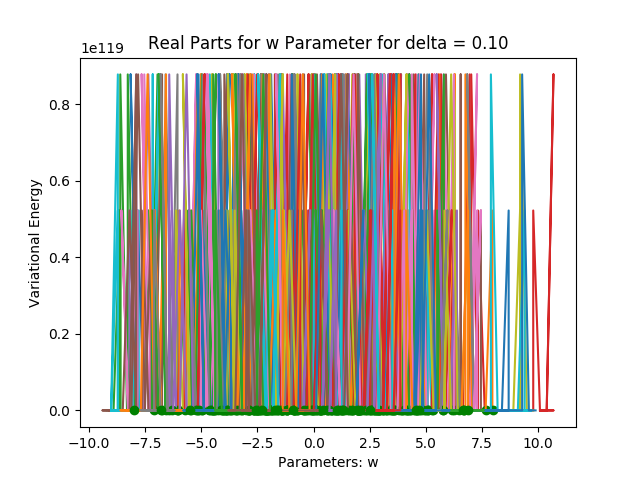 Real Parts for w Parameter for delta = 0.10
1e119
0.8
0.6
0.4
0.2
0.0
Variational Energy
−10.0 −7.5 −5.0 −2.5 0.0 2.5 5.0 7.5 10.0
Parameters: w